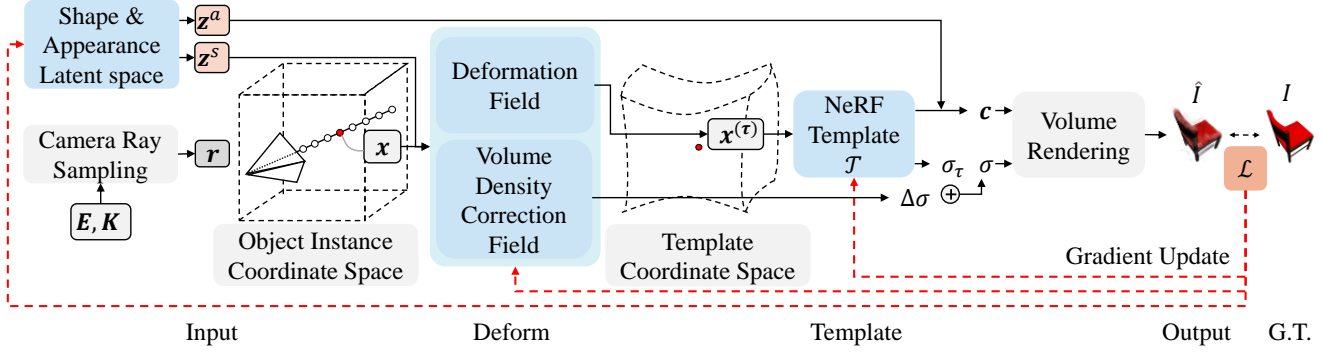 Shape &
Appearance
Latent space
z^a
z^s
Camera Ray
Sampling
r
E, K
x
Object Instance
Coordinate Space
Deformation
Field
Volume
Density
Correction
Field
x^(τ)
Template
Coordinate Space
NeRF
Template
𝒯
c
σ_τ
σ
Δσ
Volume
Rendering
Î
I
ℒ
Gradient Update
Input
Deform
Template
Output
G.T.